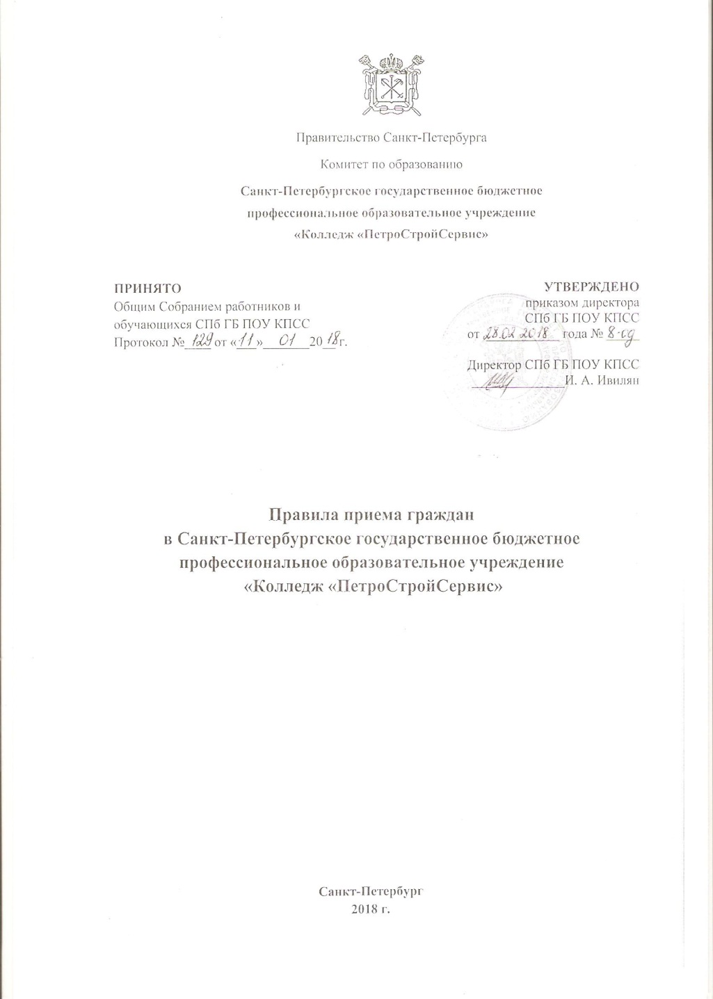 Правительство Санкт-Петербурга
Комитет по образованию
Санкт-Петербургское государственное бюджетное
профессиональное образовательное учреждение
«Колледж «ПетроСтройСервис»
ПРИНЯТО
Общим Собранием работников и
обучающихся СПб ГБ ПОУ КПСС
Протокол № 129 от «11» 01 2018г.
УТВЕРЖДЕНО
приказом директора
СПб ГБ ПОУ КПСС
от 28.02 2018 года № 8-од
Директор СПб ГБ ПОУ КПСС
И. А. Ивилян
Правила приема граждан
в Санкт-Петербургское государственное бюджетное
профессиональное образовательное учреждение
«Колледж «ПетроСтройСервис»
Санкт-Петербург
2018 г.